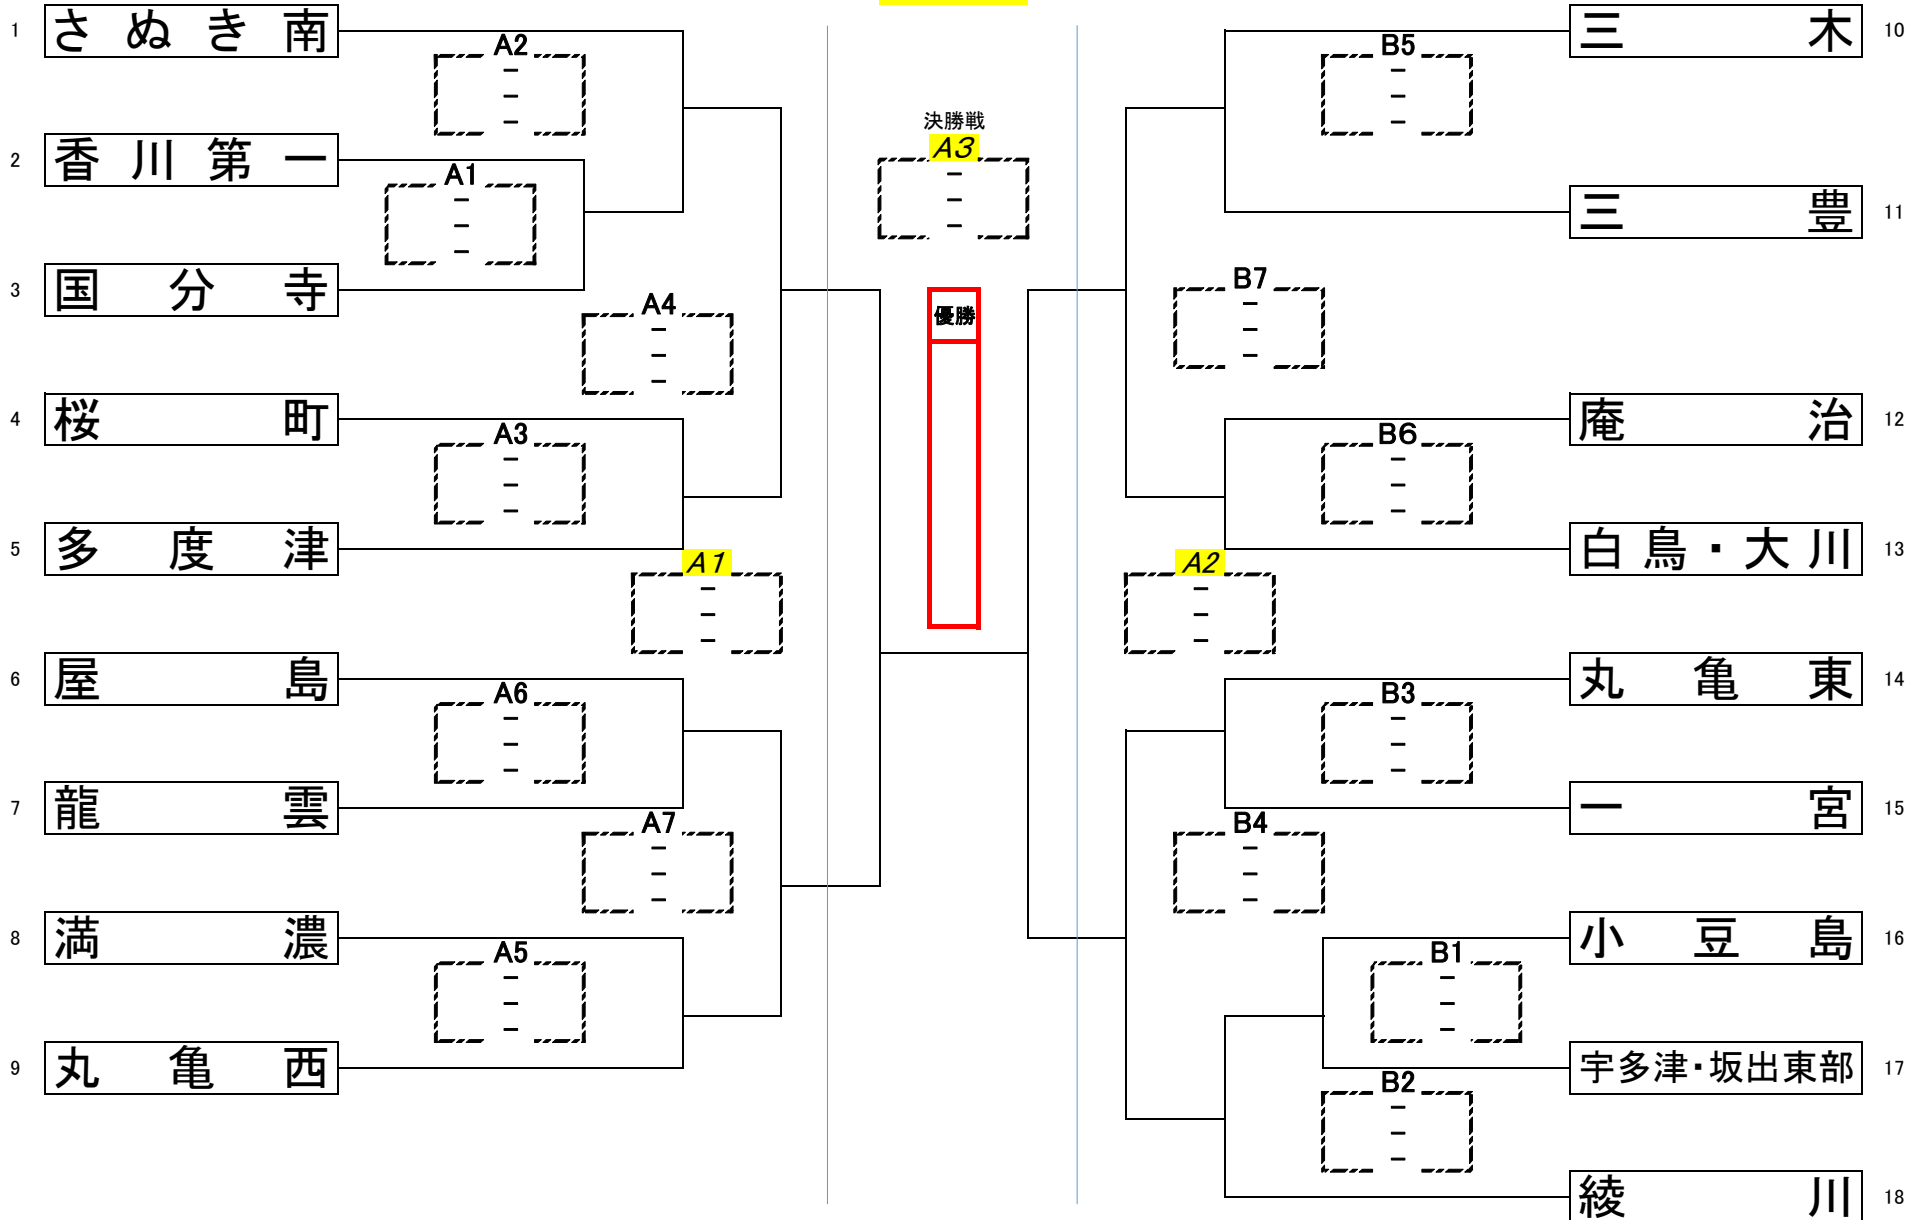 1 さぬき南
A2
－
－
－
2 香川第一
A1
－
－
－
3 国分寺
A4
－
－
－
4 桜町
A3
－
－
－
5 多度津
A1
－
－
－
6 屋島
A6
－
－
－
7 龍雲
A7
－
－
－
8 満濃
A5
－
－
－
9 丸亀西
決勝戦
A3
－
－
－
優勝
三木 10
B5
－
－
－
三豊 11
B7
－
－
－
庵治 12
B6
－
－
－
白鳥・大川 13
A2
－
－
－
丸亀東 14
B3
－
－
－
一宮 15
B4
－
－
－
小豆島 16
B1
－
－
－
宇多津・坂出東部 17
B2
－
－
－
綾川 18